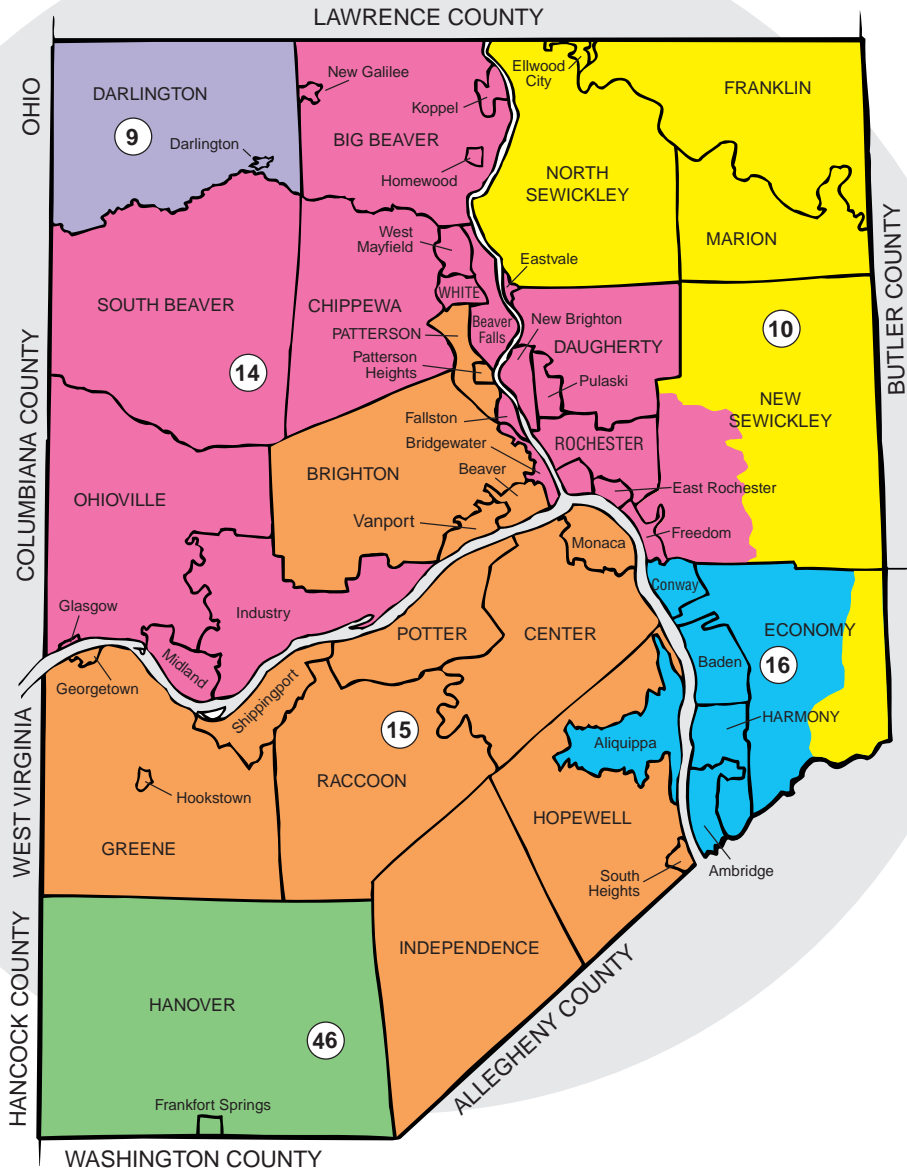 LAWRENCE COUNTY
OHIO
COLUMBIANA COUNTY
WEST VIRGINIA
HANCOCK COUNTY
BUTLER COUNTY
ALLEGHENY COUNTY
WASHINGTON COUNTY
DARLINGTON
9
Darlington
New Galilee
Koppel
BIG BEAVER
Homewood
Ellwood
City
FRANKLIN
NORTH
SEWICKLEY
MARION
West
Mayfield
Eastvale
WHITE
SOUTH BEAVER
CHIPPEWA
PATTERSON
Beaver
Falls
New Brighton
DAUGHERTY
10
14
Patterson
Heights
Pulaski
NEW
SEWICKLEY
Fallston
Bridgewater
ROCHESTER
BRIGHTON
Beaver
East Rochester
OHIOVILLE
Vanport
Freedom
Monaca
Conway
Glasgow
Industry
POTTER
CENTER
ECONOMY
Midland
Baden
16
Georgetown
Shippingport
HARMONY
15
Aliquippa
RACCOON
Hookstown
HOPEWELL
GREENE
South
Heights
Ambridge
INDEPENDENCE
HANOVER
46
Frankfort Springs